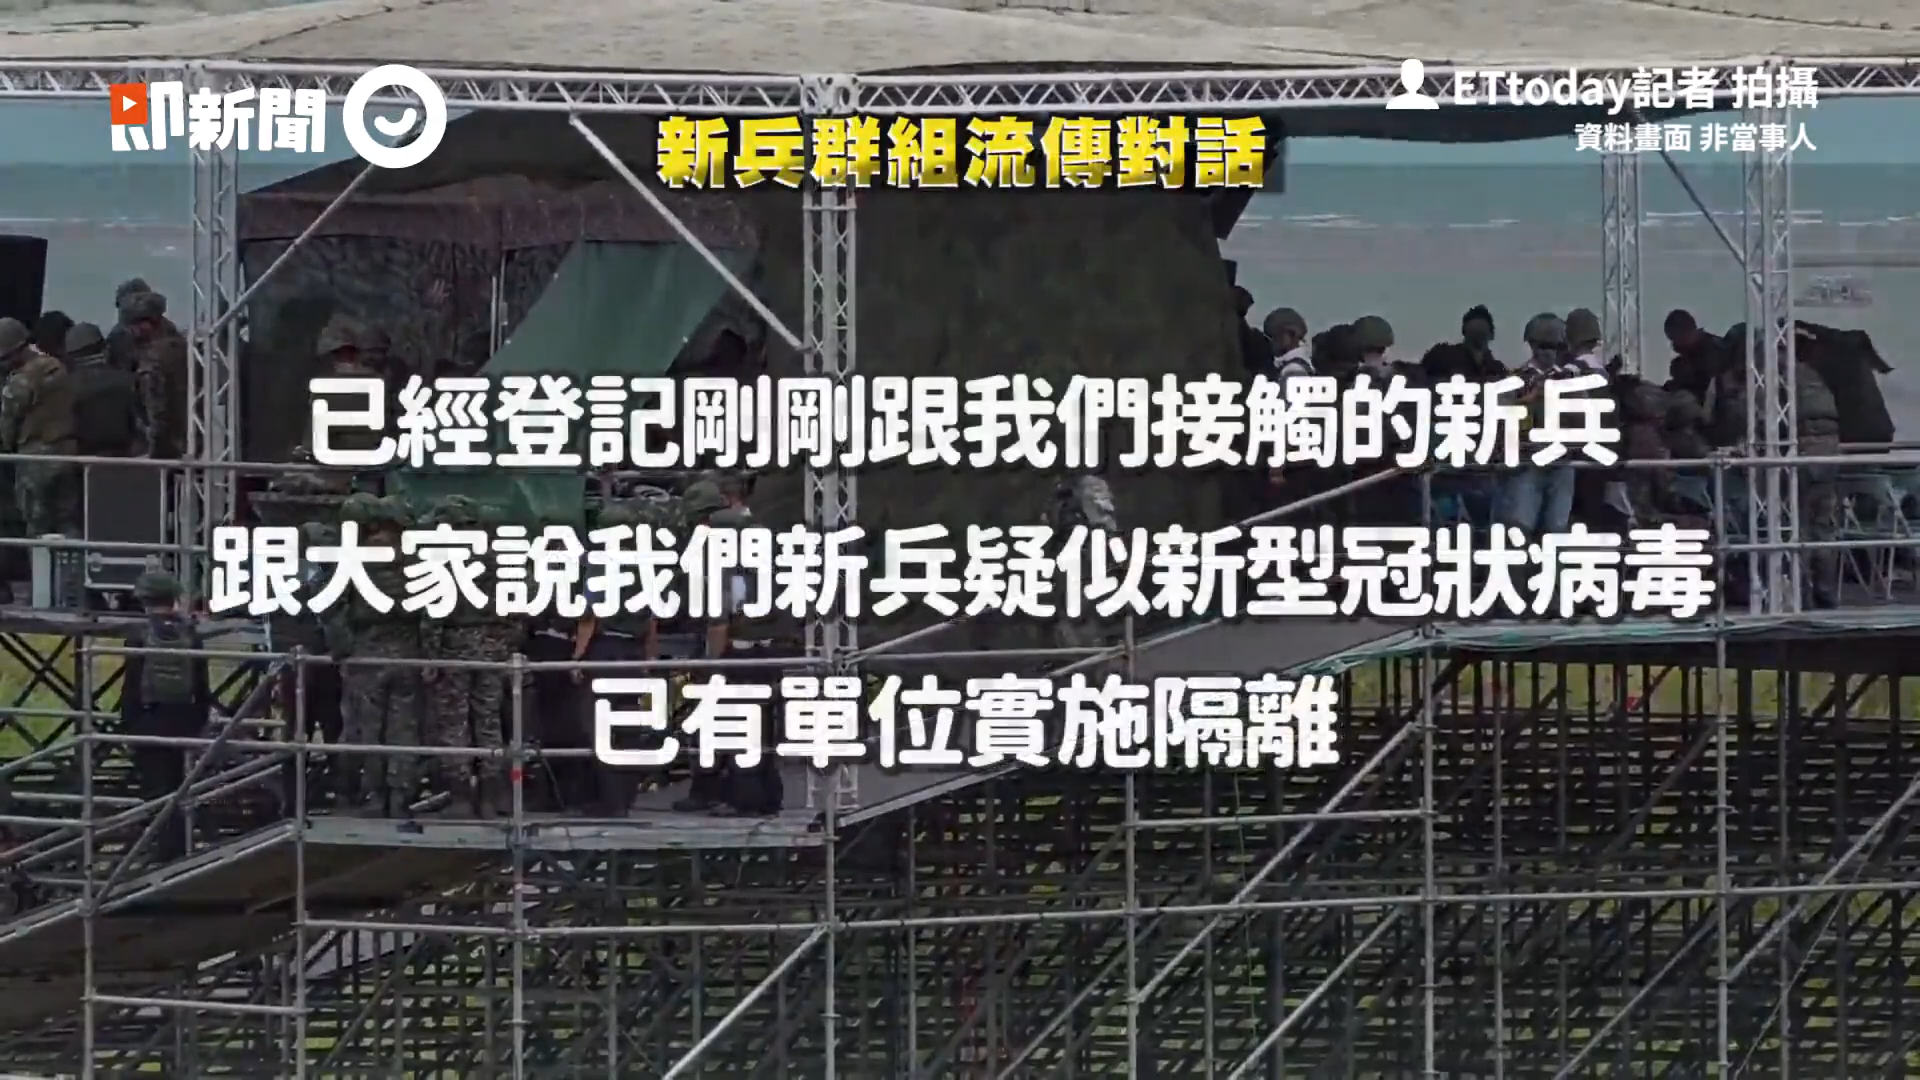 即新聞
ETtoday記者 拍攝
資料畫面 非當事人
新兵群組流傳對話
已經登記剛剛跟我們接觸的新兵
跟大家說我們新兵疑似新型冠狀病毒
已有單位實施隔離